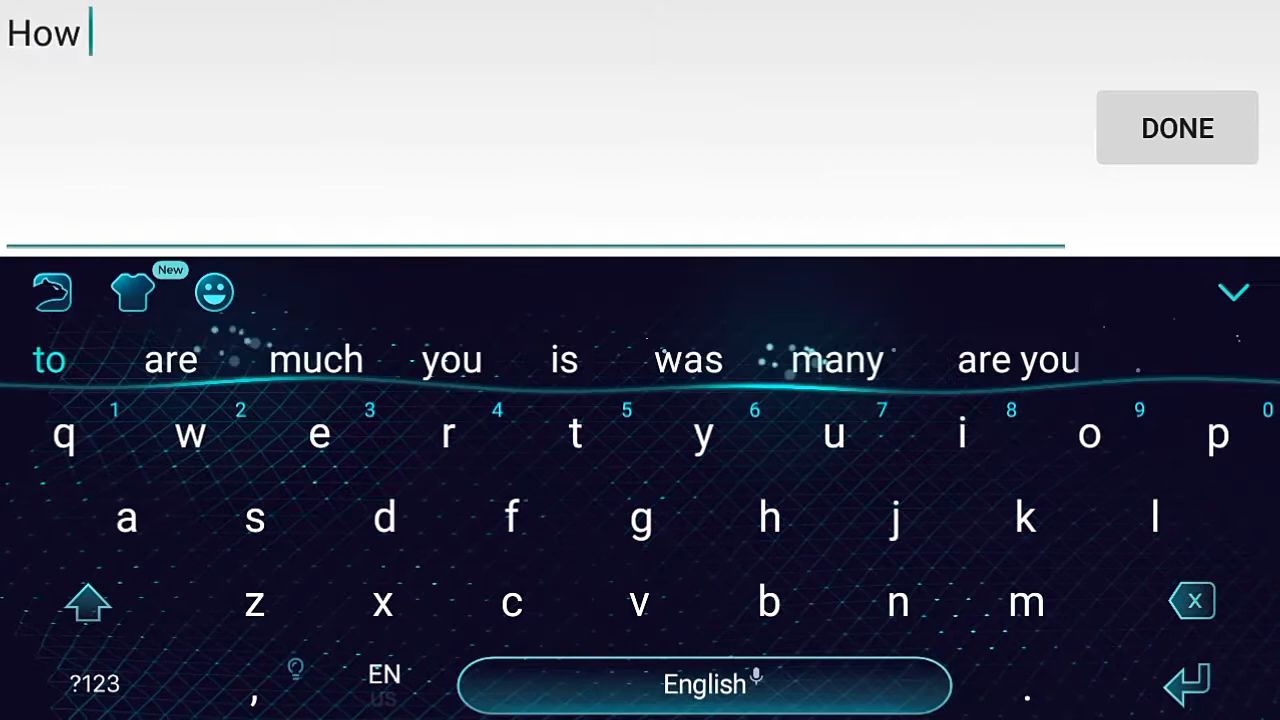 How
DONE
New
to are much you is was many are you
1 2 3 4 5 6 7 8 9 0
q w e r t y u i o p
a s d f g h j k l
z x c v b n m x
?123 , EN English .
us